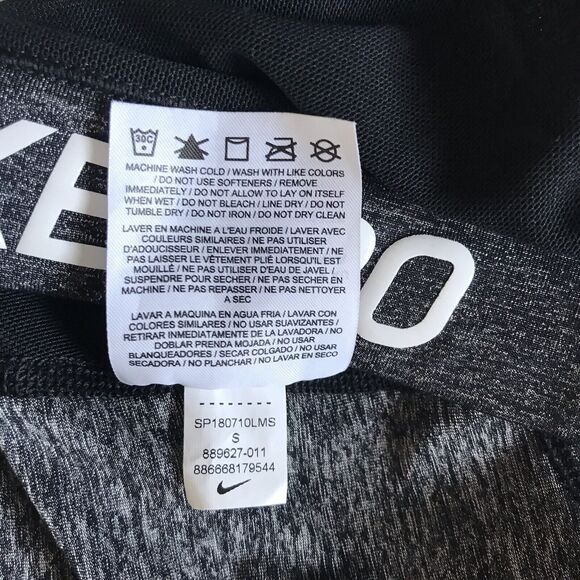 KE RO
30C
MACHINE WASH COLD / WASH WITH LIKE COLORS
/ DO NOT USE SOFTENERS / REMOVE
IMMEDIATELY / DO NOT ALLOW TO LAY ON ITSELF
WHEN WET / DO NOT BLEACH / LINE DRY / DO NOT
TUMBLE DRY / DO NOT IRON / DO NOT DRY CLEAN
LAVER EN MACHINE A L'EAU FROIDE / LAVER AVEC
COULEURS SIMILAIRES / NE PAS UTILISER
D'ADOUCISSEUR / ENLEVER IMMEDIATEMENT / NE
PAS LAISSER LE VÊTEMENT PLIÉ LORSQU'IL EST
MOUILLÉ / NE PAS UTILISER D'EAU DE JAVEL /
SUSPENDRE POUR SECHER / NE PAS SECHER EN
MACHINE / NE PAS REPASSER / NE PAS NETTOYER
A SEC
LAVAR A MAQUINA EN AGUA FRIA / LAVAR CON
COLORES SIMILARES / NO USAR SUAVIZANTES /
RETIRAR INMEDIATAMENTE DE LA LAVADORA / NO
DOBLAR PRENDA MOJADA / NO USAR
BLANQUEADORES / SECAR COLGADO / NO USAR
SECADORA / NO PLANCHAR / NO LAVAR EN SECO
SP180710LMS
S
889627-011
886668179544